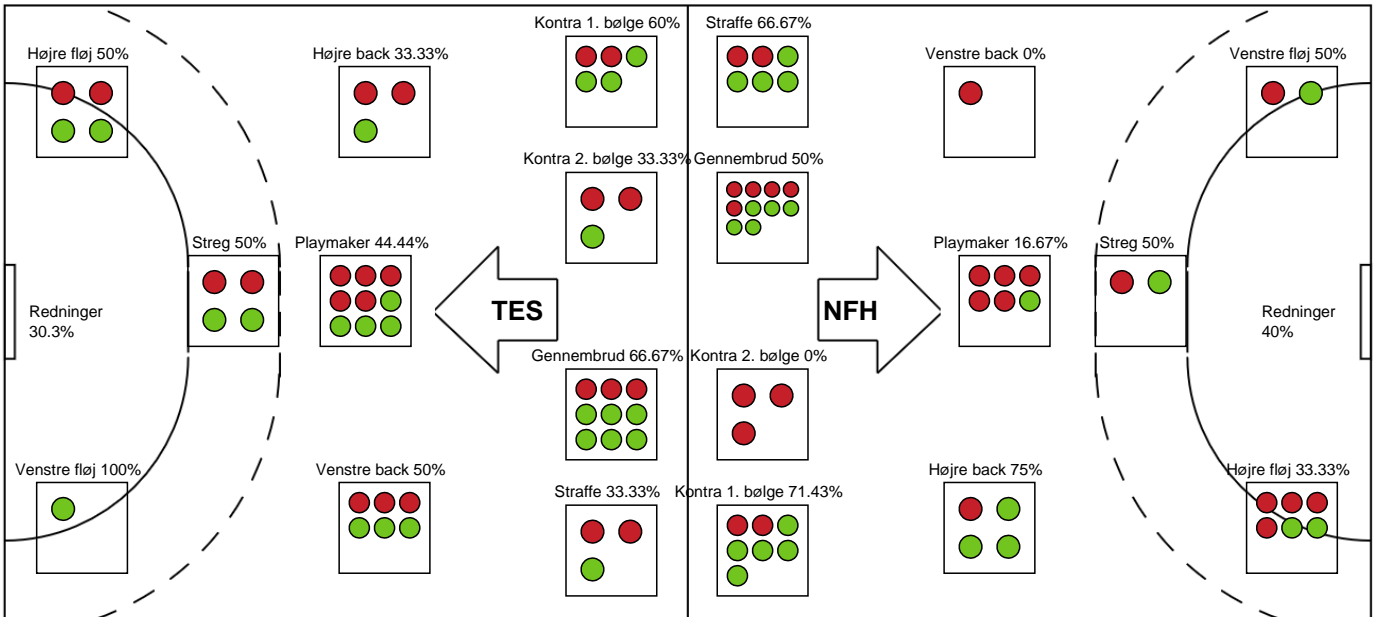 Kontra 1. bølge 60%
Straffe 66.67%
Højre fløj 50%
Højre back 33.33%
Venstre back 0%
Venstre fløj 50%
Kontra 2. bølge 33.33%
Gennembrud 50%
Streg 50%
Playmaker 44.44%
Playmaker 16.67%
Streg 50%
Redninger
30.3%
TES
NFH
Redninger
40%
Gennembrud 66.67%
Kontra 2. bølge 0%
Venstre fløj 100%
Venstre back 50%
Højre back 75%
Højre fløj 33.33%
Straffe 33.33%
Kontra 1. bølge 71.43%